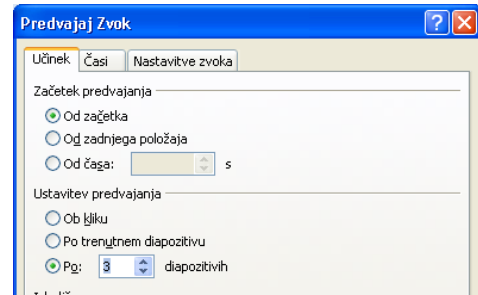 Predvajaj Zvok
Učinek Časi Nastavitve zvoka
Začetek predvajanja
Od začetka
Od zadnjega položaja
Od časa: s
Ustavitev predvajanja
Ob kliku
Po trenutnem diapozitivu
Po: 3 diapozitivih